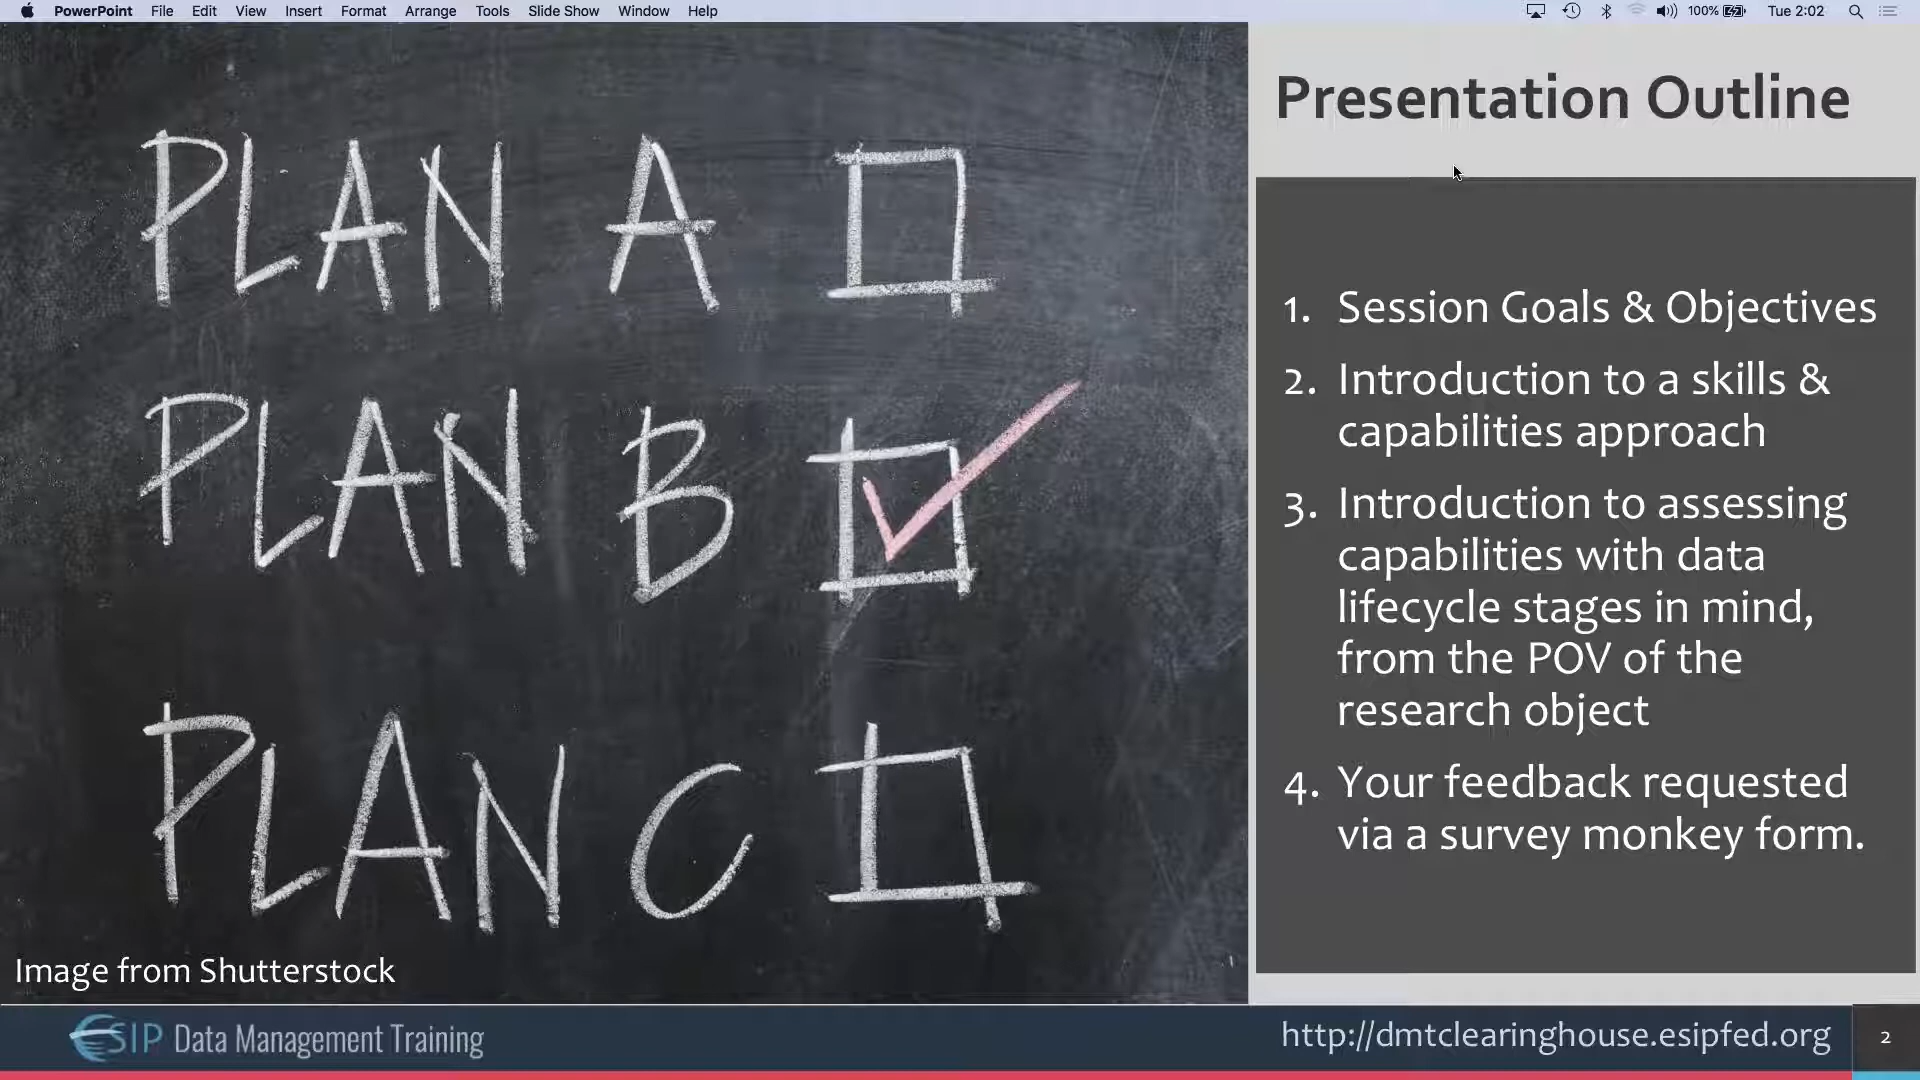 PowerPoint File Edit View Insert Format Arrange Tools Slide Show Window Help 100% Tue 2:02
PLAN A
PLAN B
PLAN C
Image from Shutterstock
Presentation Outline
1. Session Goals & Objectives
2. Introduction to a skills &
capabilities approach
3. Introduction to assessing
capabilities with data
lifecycle stages in mind,
from the POV of the
research object
4. Your feedback requested
via a survey monkey form.
ESIP Data Management Training
http://dmtclearinghouse.esipfed.org
2